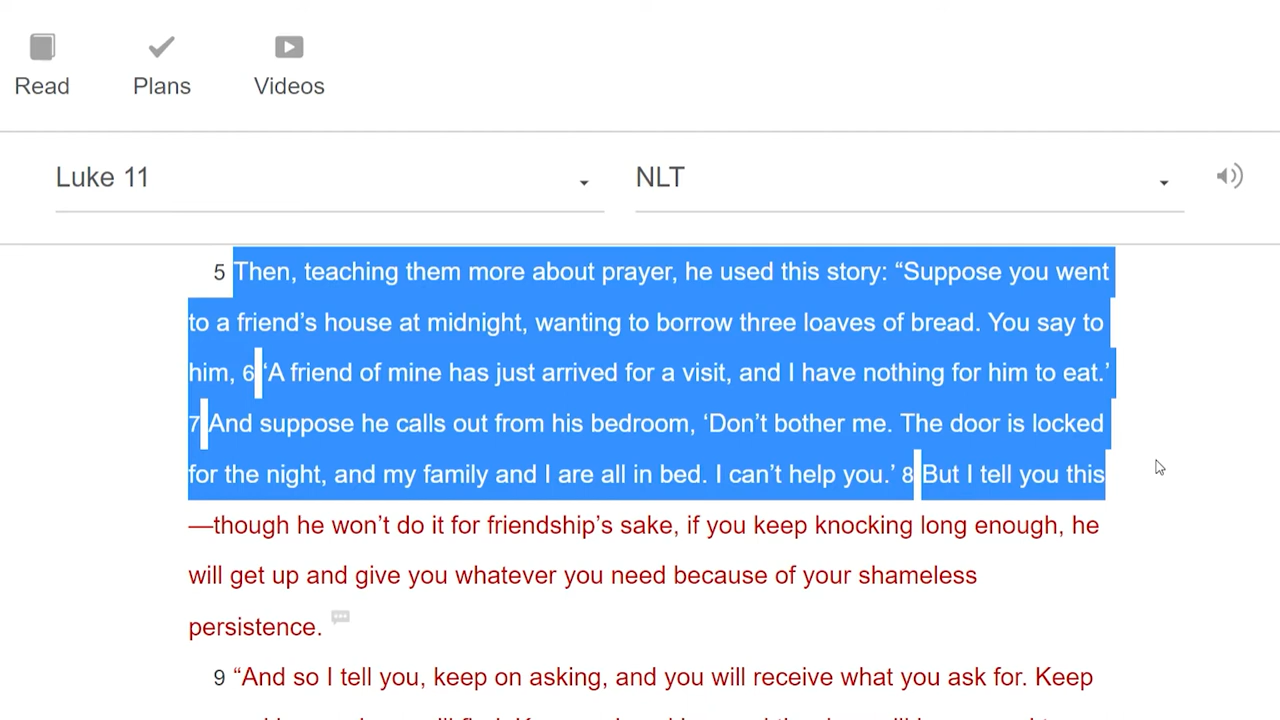 Read
Plans
Videos
Luke 11
NLT
5 Then, teaching them more about prayer, he used this story: “Suppose you went
to a friend’s house at midnight, wanting to borrow three loaves of bread. You say to
him, 6 ‘A friend of mine has just arrived for a visit, and I have nothing for him to eat.’
7 And suppose he calls out from his bedroom, ‘Don’t bother me. The door is locked
for the night, and my family and I are all in bed. I can’t help you.’ 8 But I tell you this
—though he won’t do it for friendship’s sake, if you keep knocking long enough, he
will get up and give you whatever you need because of your shameless
persistence.
9 “And so I tell you, keep on asking, and you will receive what you ask for. Keep